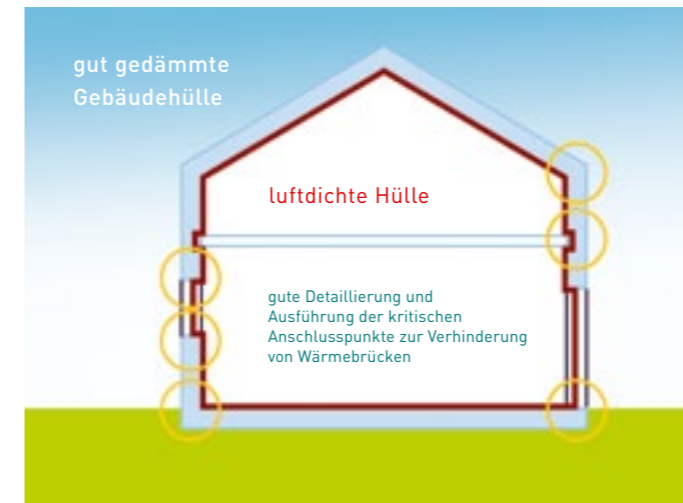 gut gedämmte
Gebäudehülle
luftdichte Hülle
gute Detaillierung und
Ausführung der kritischen
Anschlusspunkte zur Verhinderung
von Wärmebrücken